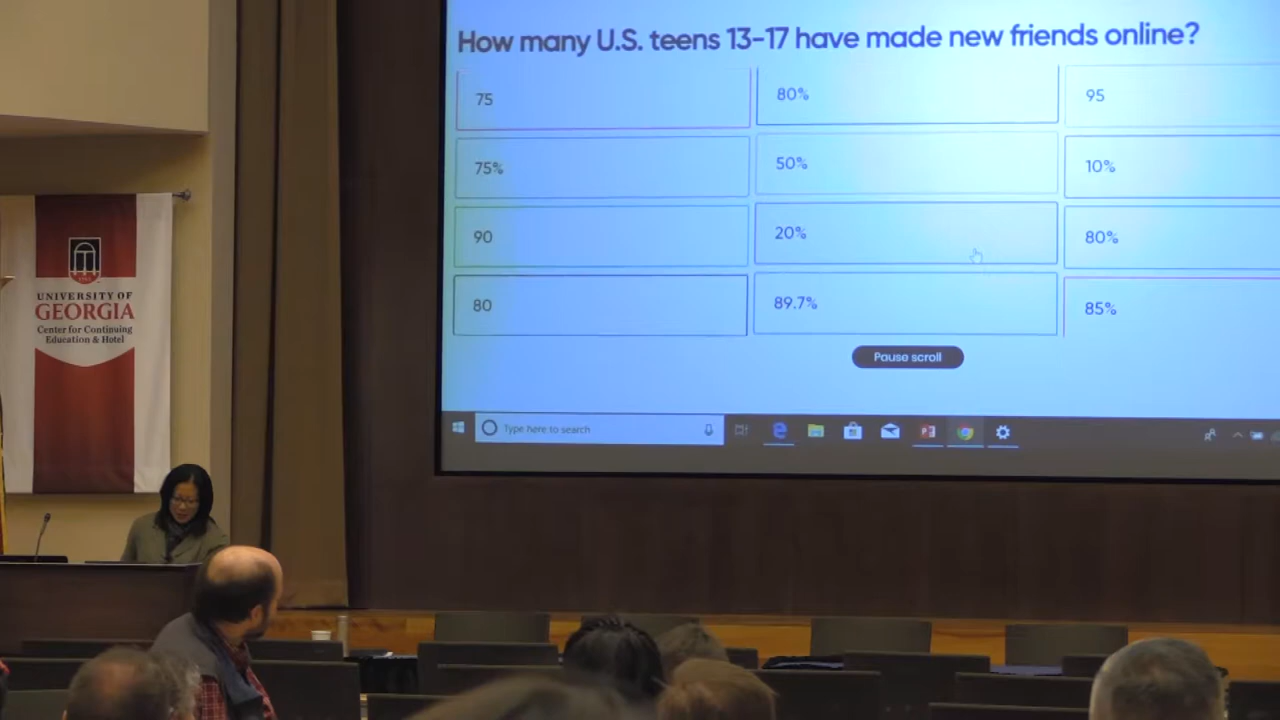 How many U.S. teens 13-17 have made new friends online?
75
80%
95
75%
50%
10%
90
20%
80%
80
89.7%
85%
Pause scroll
Type here to search
UNIVERSITY OF
GEORGIA
Center for Continuing
Education & Hotel